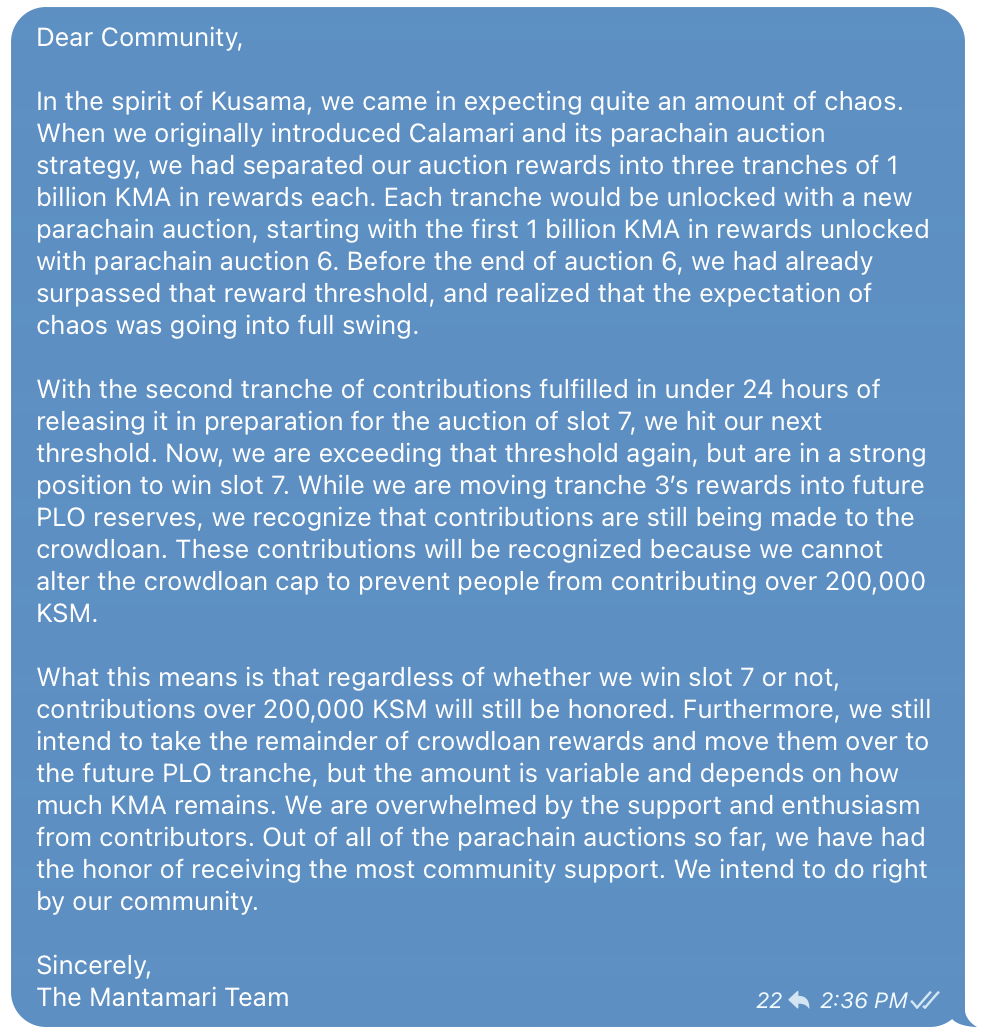 Dear Community,
In the spirit of Kusama, we came in expecting quite an amount of chaos.
When we originally introduced Calamari and its parachain auction
strategy, we had separated our auction rewards into three tranches of 1
billion KMA in rewards each. Each tranche would be unlocked with a new
parachain auction, starting with the first 1 billion KMA in rewards unlocked
with parachain auction 6. Before the end of auction 6, we had already
surpassed that reward threshold, and realized that the expectation of
chaos was going into full swing.
With the second tranche of contributions fulfilled in under 24 hours of
releasing it in preparation for the auction of slot 7, we hit our next
threshold. Now, we are exceeding that threshold again, but are in a strong
position to win slot 7. While we are moving tranche 3’s rewards into future
PLO reserves, we recognize that contributions are still being made to the
crowdloan. These contributions will be recognized because we cannot
alter the crowdloan cap to prevent people from contributing over 200,000
KSM.
What this means is that regardless of whether we win slot 7 or not,
contributions over 200,000 KSM will still be honored. Furthermore, we still
intend to take the remainder of crowdloan rewards and move them over to
the future PLO tranche, but the amount is variable and depends on how
much KMA remains. We are overwhelmed by the support and enthusiasm
from contributors. Out of all of the parachain auctions so far, we have had
the honor of receiving the most community support. We intend to do right
by our community.
Sincerely,
The Mantamari Team
22 2:36 PM